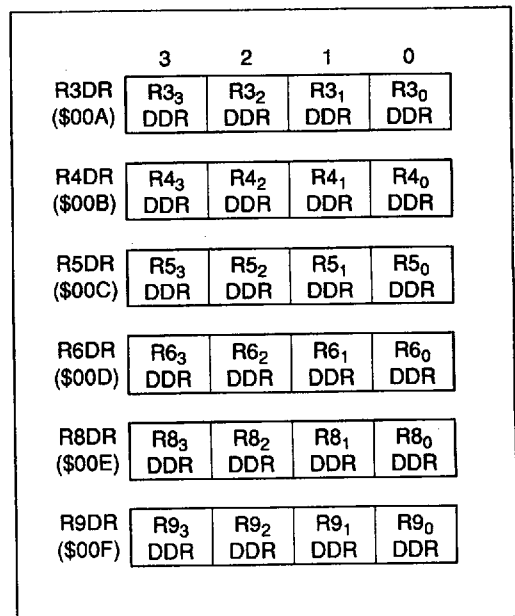 3 2 1 0
R3DR R3₃ R3₂ R3₁ R3₀
($00A) DDR DDR DDR DDR
R4DR R4₃ R4₂ R4₁ R4₀
($00B) DDR DDR DDR DDR
R5DR R5₃ R5₂ R5₁ R5₀
($00C) DDR DDR DDR DDR
R6DR R6₃ R6₂ R6₁ R6₀
($00D) DDR DDR DDR DDR
R8DR R8₃ R8₂ R8₁ R8₀
($00E) DDR DDR DDR DDR
R9DR R9₃ R9₂ R9₁ R9₀
($00F) DDR DDR DDR DDR